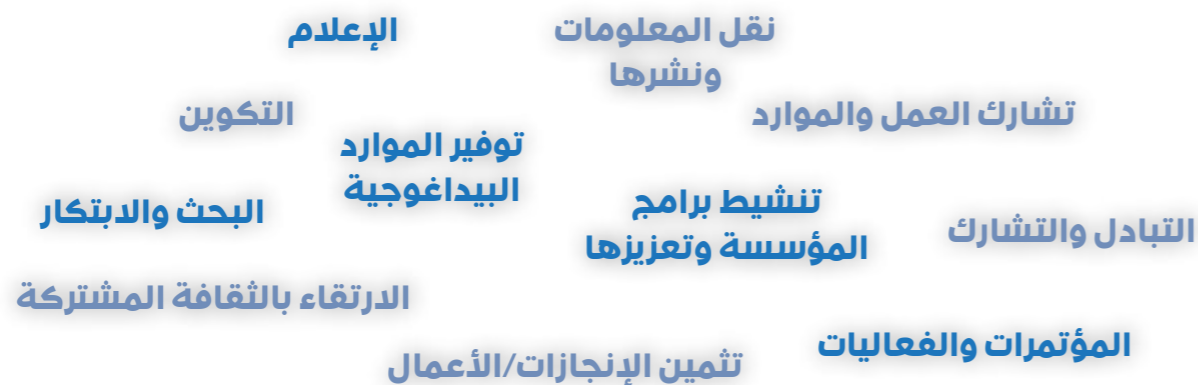 نقل المعلومات
ونشرها
الإعلام
تشارك العمل والموارد
التكوين
توفير الموارد
البيداغوجية
تنشيط برامج
المؤسسة وتعزيزها
البحث والابتكار
التبادل والتشارك
الارتقاء بالثقافة المشتركة
المؤتمرات والفعاليات
تثمين الإنجازات/الأعمال